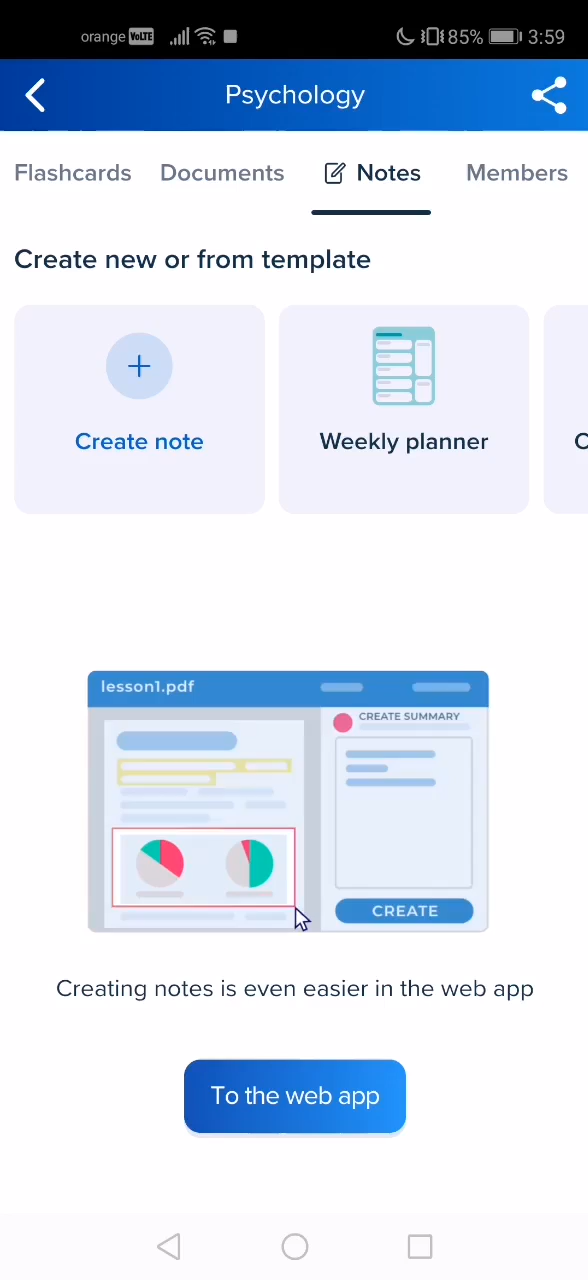 orange VoLTE 85% 3:59
Psychology
Flashcards Documents Notes Members
Create new or from template
Create note Weekly planner C
lesson1.pdf
CREATE SUMMARY
CREATE
Creating notes is even easier in the web app
To the web app